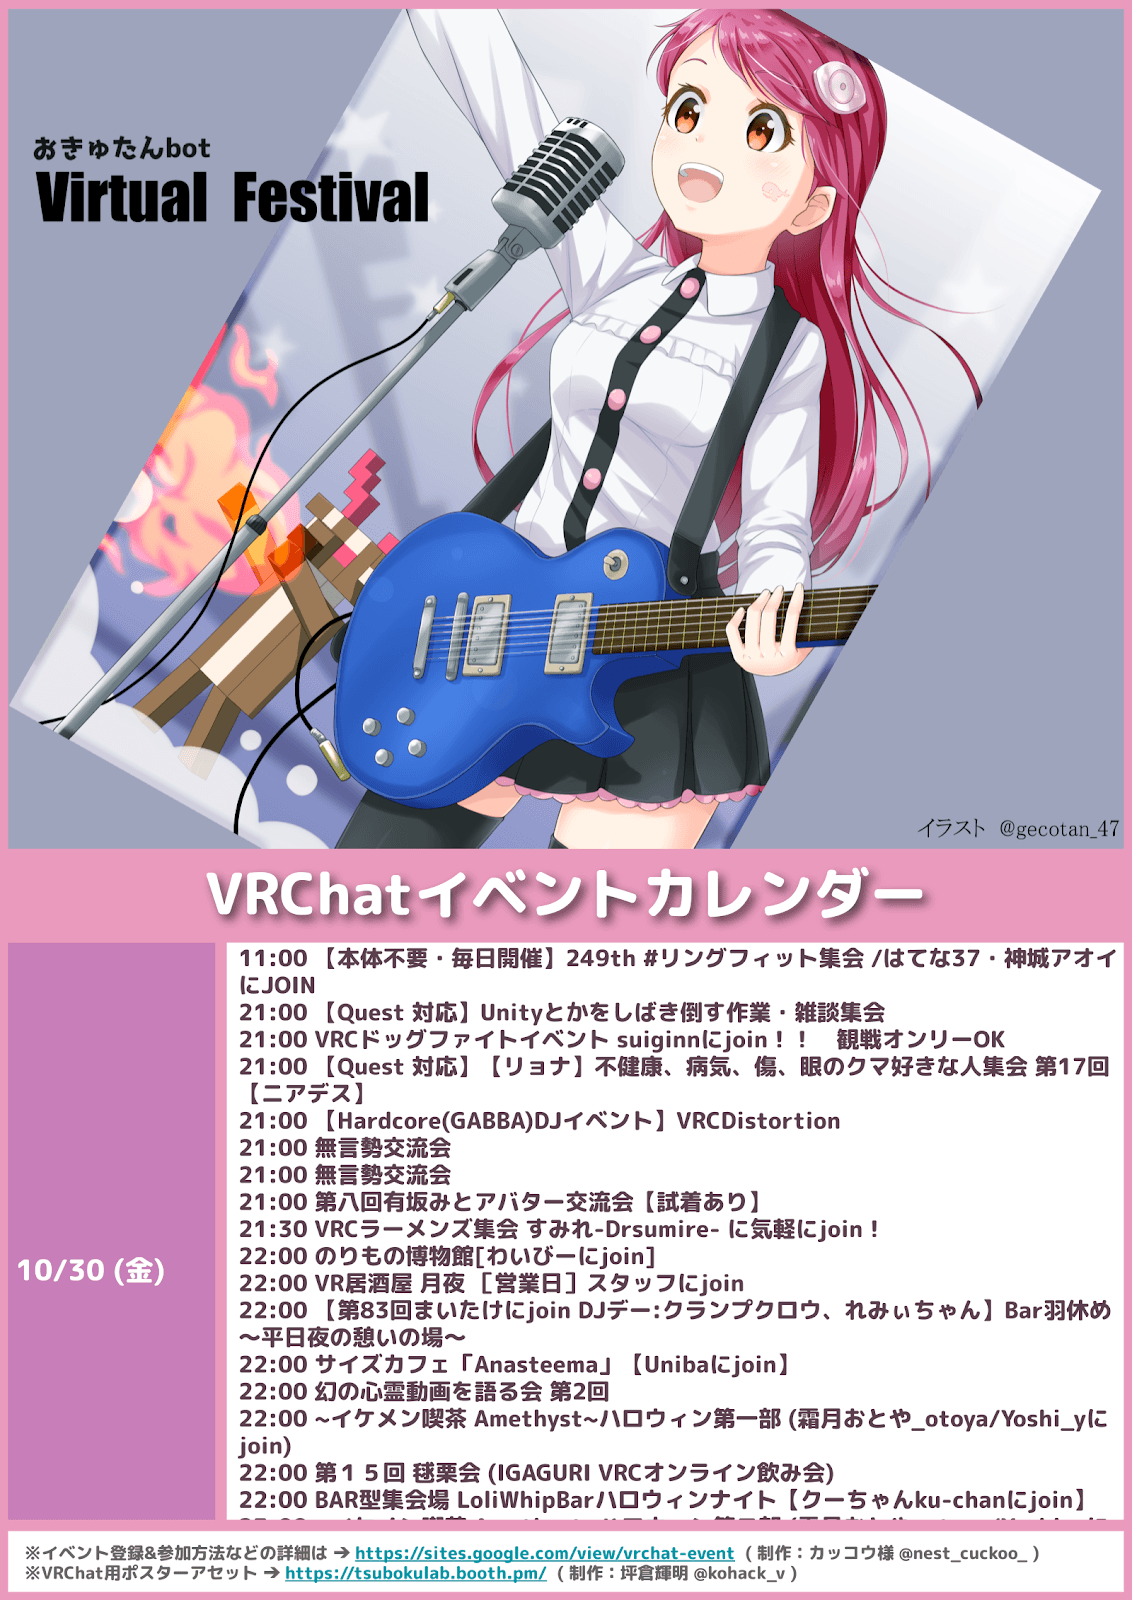 おきゅたんbot
Virtual Festival
イラスト @gecotan_47
VRChatイベントカレンダー
10/30 (金)
11:00 【本体不要・毎日開催】249th #リングフィット集会 /はてな37・神城アオイ
にJOIN
21:00 【Quest 対応】Unityとかをしばき倒す作業・雑談集会
21:00 VRCドッグファイトイベント suiginnにjoin！！　観戦オンリーOK
21:00 【Quest 対応】【リョナ】不健康、病気、傷、眼のクマ好きな人集会 第17回
【ニアデス】
21:00 【Hardcore(GABBA)DJイベント】VRCDistortion
21:00 無言勢交流会
21:00 無言勢交流会
21:00 第八回有坂みとアバター交流会【試着あり】
21:30 VRCラーメンズ集会 すみれ-Drsumire- に気軽にjoin！
22:00 のりもの博物館[わいびーにjoin]
22:00 VR居酒屋 月夜 ［営業日］スタッフにjoin
22:00 【第83回まいたけにjoin DJデー:クランプクロウ、れみぃちゃん】Bar羽休め
～平日夜の憩いの場～
22:00 サイズカフェ「Anasteema」【Unibaにjoin】
22:00 幻の心霊動画を語る会 第2回
22:00 ~イケメン喫茶 Amethyst~ハロウィン第一部 (霜月おとや_otoya/Yoshi_yに
join)
22:00 第１５回 毬栗会 (IGAGURI VRCオンライン飲み会)
22:00 BAR型集会場 LoliWhipBarハロウィンナイト【クーちゃんku-chanにjoin】
※イベント登録&参加方法などの詳細は ➔ https://sites.google.com/view/vrchat-event ( 制作：カッコウ様 @nest_cuckoo_ )
※VRChat用ポスターアセット ➔ https://tsubokulab.booth.pm/ ( 制作：坪倉輝明 @kohack_v )